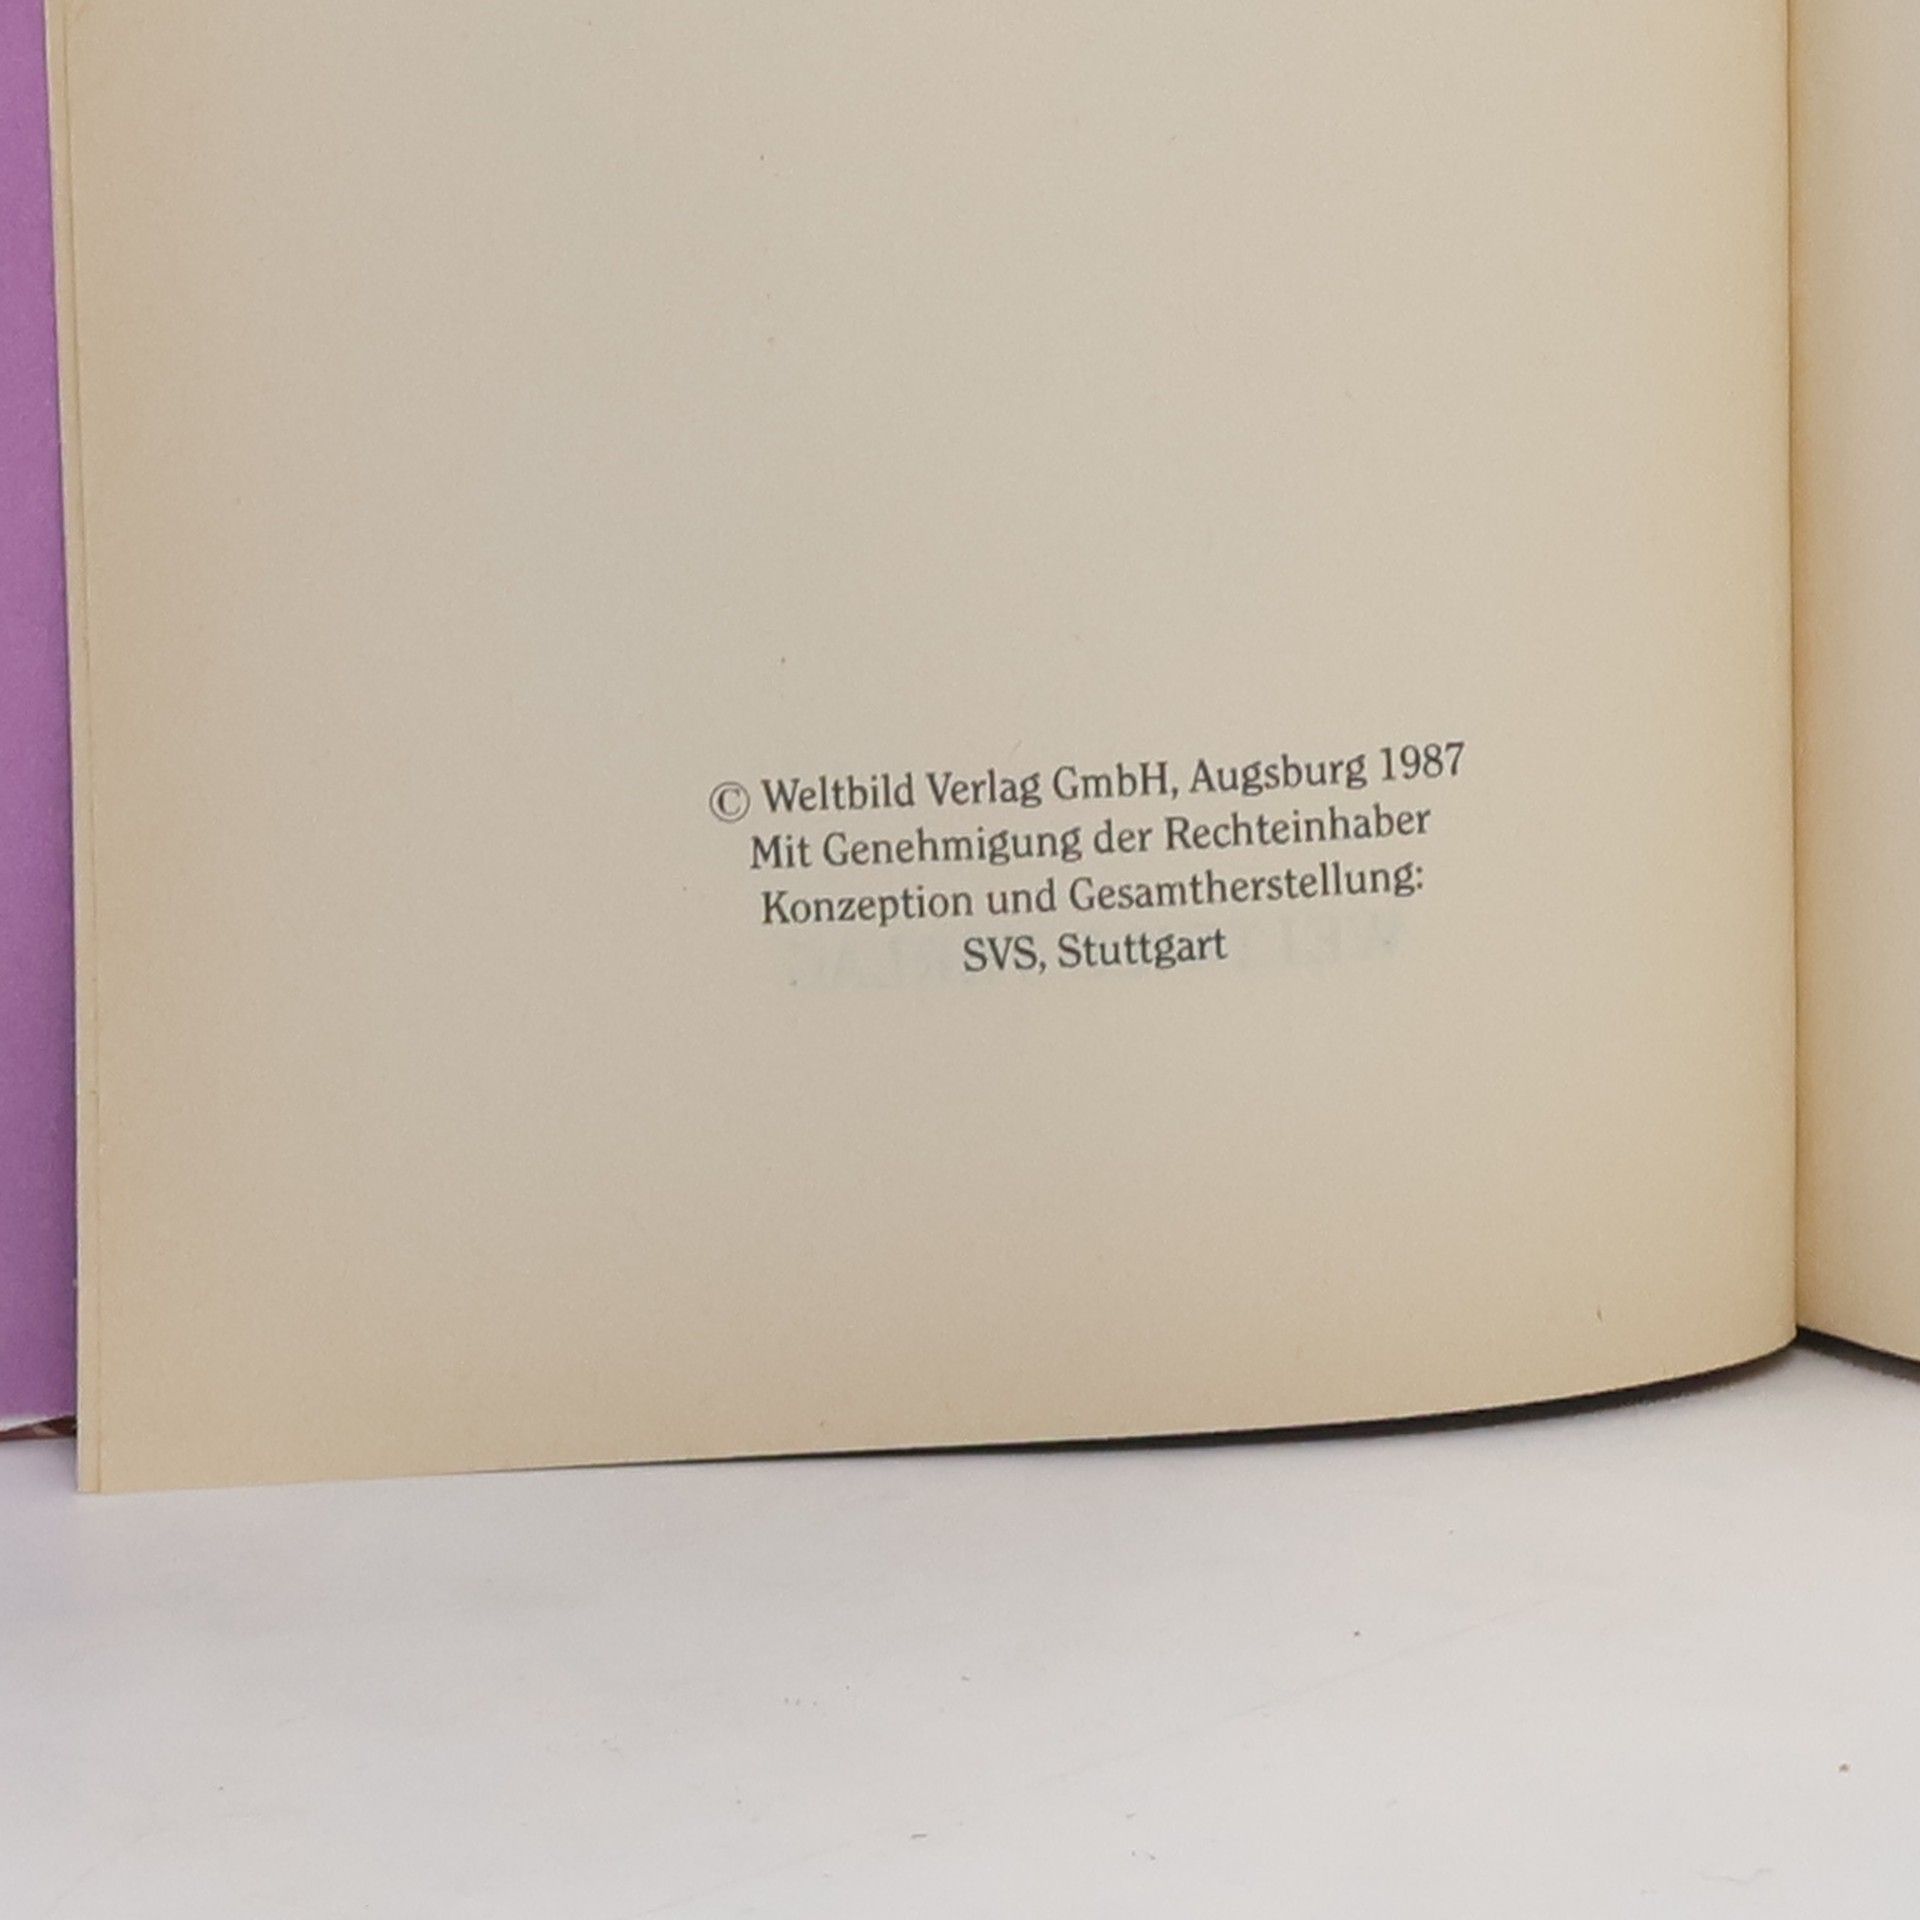 © Weltbild Verlag GmbH, Augsburg 1987
Mit Genehmigung der Rechteinhaber
Konzeption und Gesamtherstellung:
SVS, Stuttgart